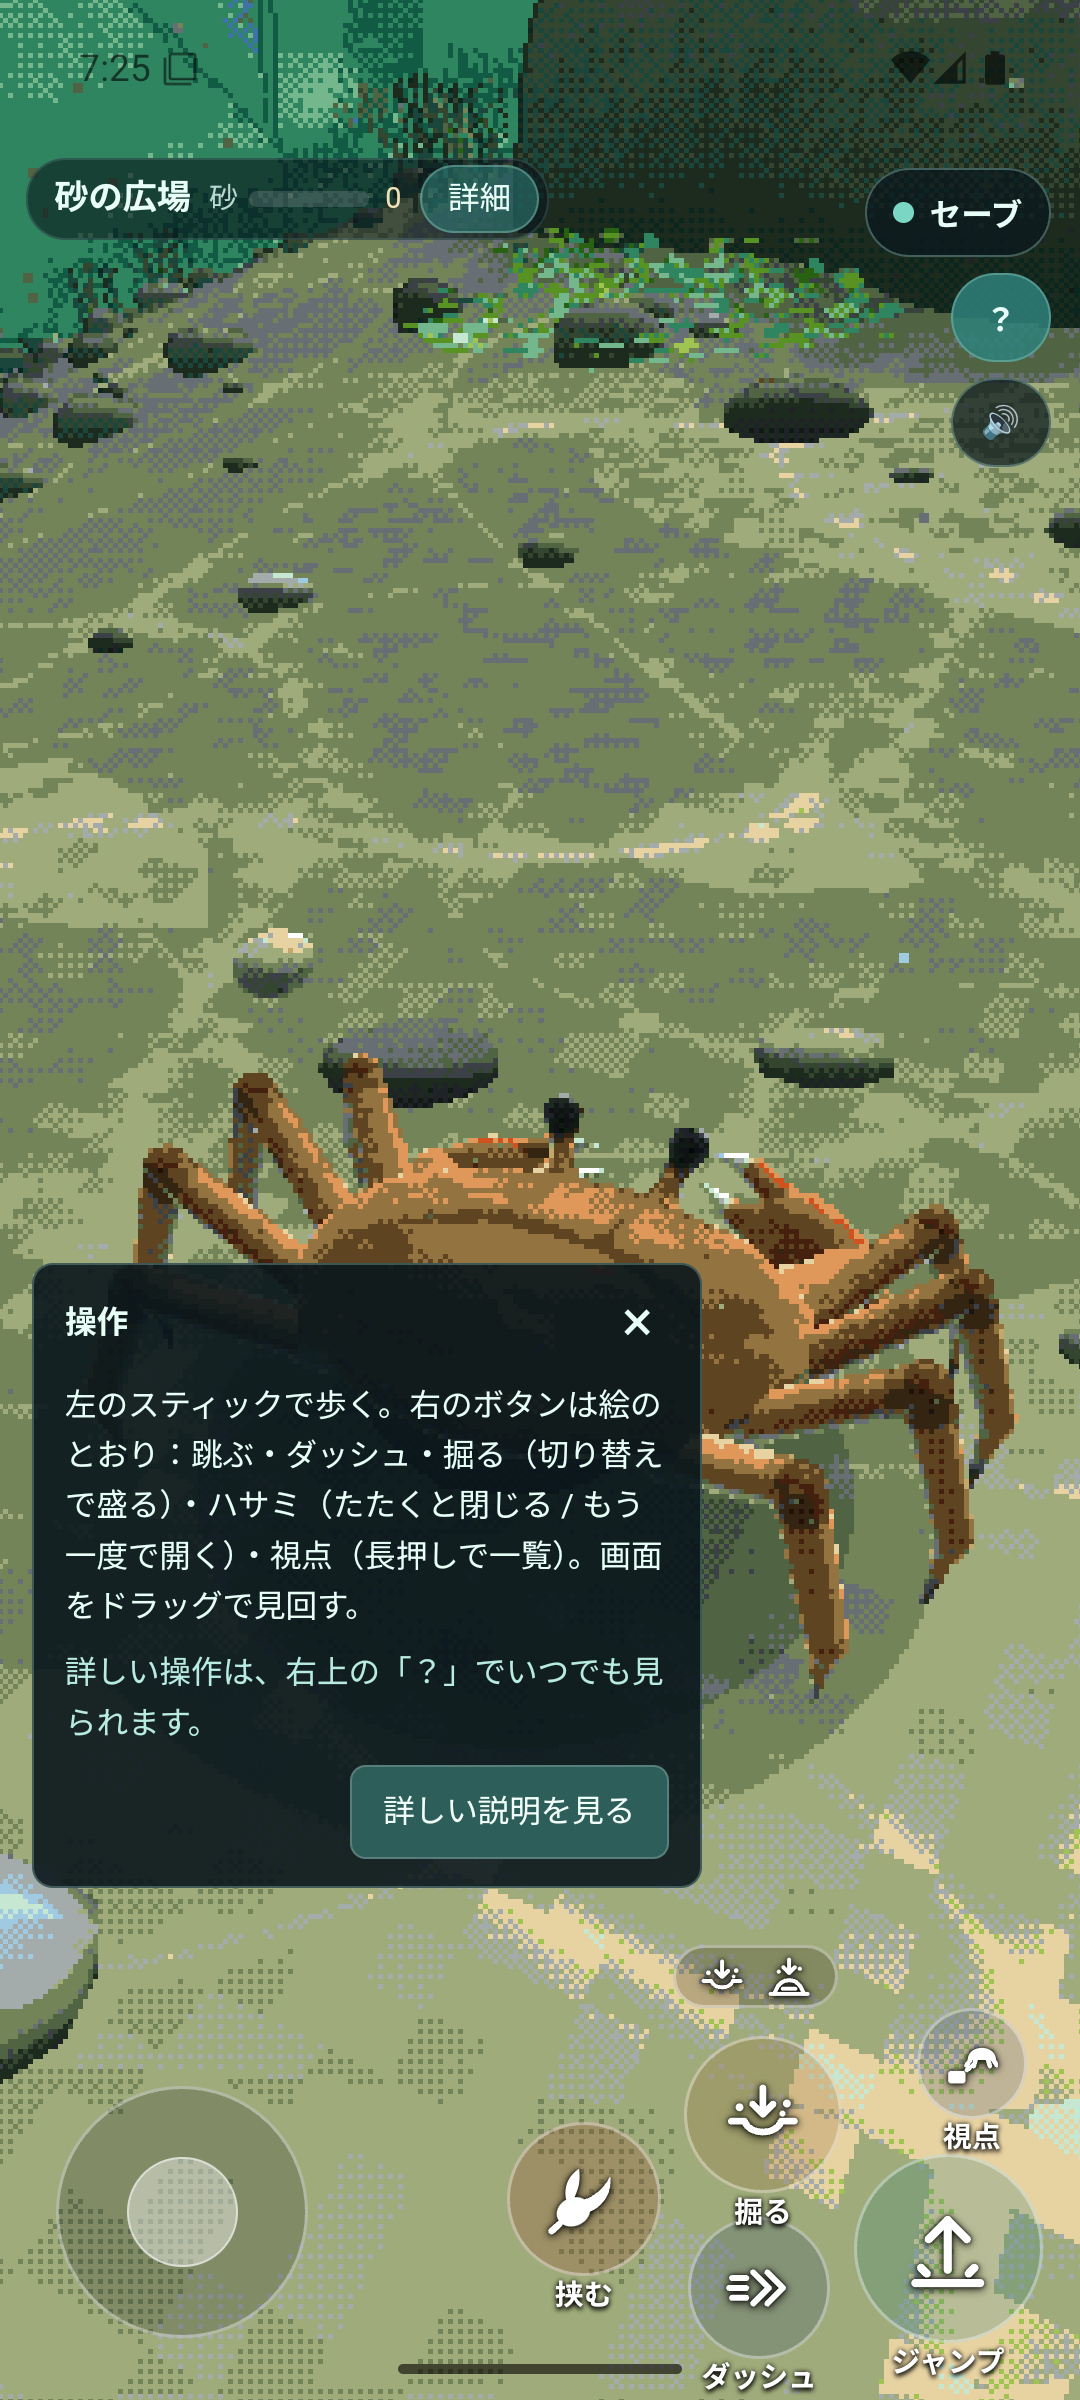 7:25
砂の広場 砂 0 詳細
セーブ
?
操作 ×
左のスティックで歩く。右のボタンは絵の
とおり：跳ぶ・ダッシュ・掘る（切り替え
で盛る）・ハサミ（たたくと閉じる / もう
一度で開く）・視点（長押しで一覧）。画面
をドラッグで見回す。
詳しい操作は、右上の「？」でいつでも見
られます。
詳しい説明を見る
視点
掘る
挟む
ジャンプ
ダッシュ